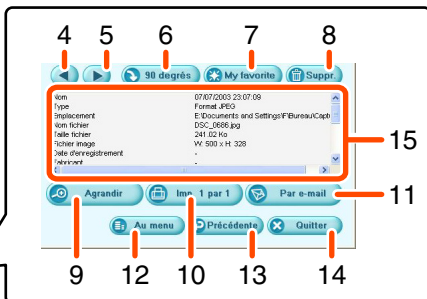 4 5 6 7 8
90 degrés My favorite Suppr.
Nom 07/07/2003 23:07:09
Type Format JPEG
Emplacement E:\Documents and Settings\F\Bureau\Capt
Nom fichier DSC_0686.jpg
Taille fichier 241.02 Ko
Fichier image W: 500 x H: 328
Date d'enregistrement -
Fabricant -
15
Agrandir Imp. 1 par 1 Par e-mail
11
Au menu Précédente Quitter
9 12 10 13 14